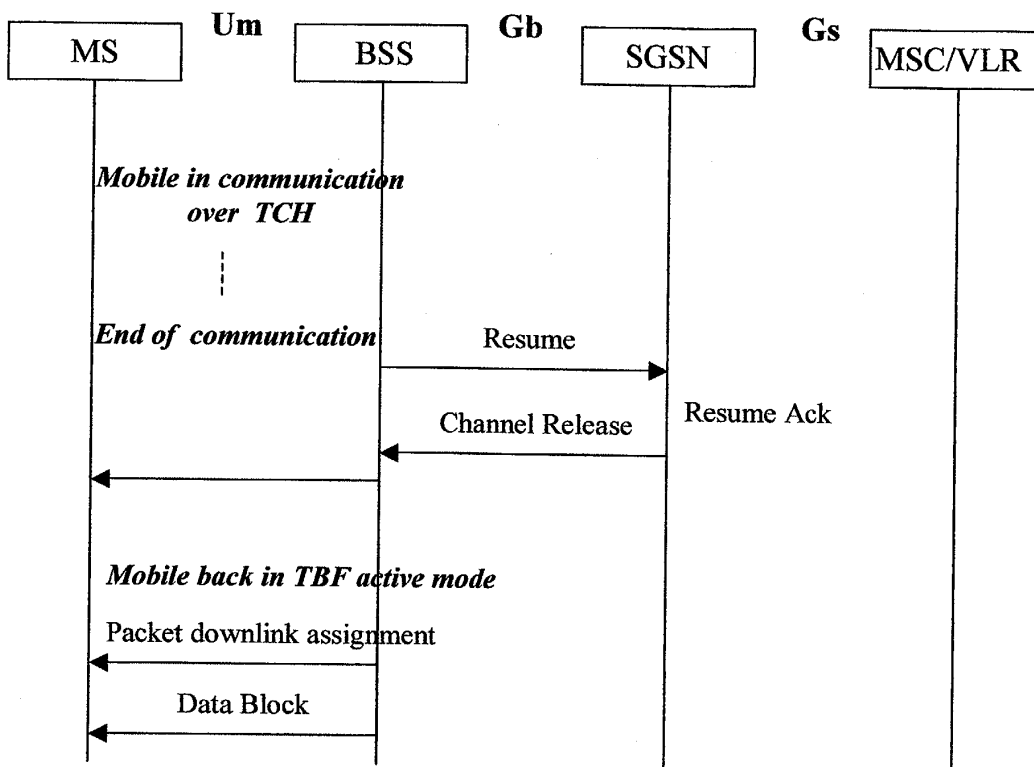 Um Gb Gs
MS BSS SGSN MSC/VLR
Mobile in communication
over TCH
End of communication
Resume
Resume Ack
Channel Release
Mobile back in TBF active mode
Packet downlink assignment
Data Block